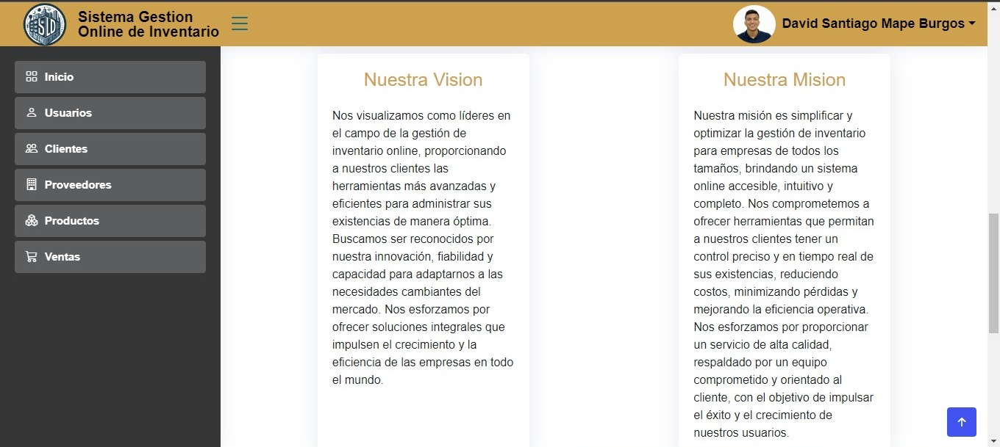 SLD
Sistema Gestion
Online de Inventario
David Santiago Mape Burgos
Inicio
Usuarios
Clientes
Proveedores
Productos
Ventas
Nuestra Vision
Nos visualizamos como líderes en
el campo de la gestión de
inventario online, proporcionando
a nuestros clientes las
herramientas más avanzadas y
eficientes para administrar sus
existencias de manera óptima.
Buscamos ser reconocidos por
nuestra innovación, fiabilidad y
capacidad para adaptarnos a las
necesidades cambiantes del
mercado. Nos esforzamos por
ofrecer soluciones integrales que
impulsen el crecimiento y la
eficiencia de las empresas en todo
el mundo.
Nuestra Mision
Nuestra misión es simplificar y
optimizar la gestión de inventario
para empresas de todos los
tamaños, brindando un sistema
online accesible, intuitivo y
completo. Nos comprometemos a
ofrecer herramientas que permitan
a nuestros clientes tener un
control preciso y en tiempo real de
sus existencias, reduciendo
costos, minimizando pérdidas y
mejorando la eficiencia operativa.
Nos esforzamos por proporcionar
un servicio de alta calidad,
respaldado por un equipo
comprometido y orientado al
cliente, con el objetivo de impulsar
el éxito y el crecimiento de
nuestros usuarios.